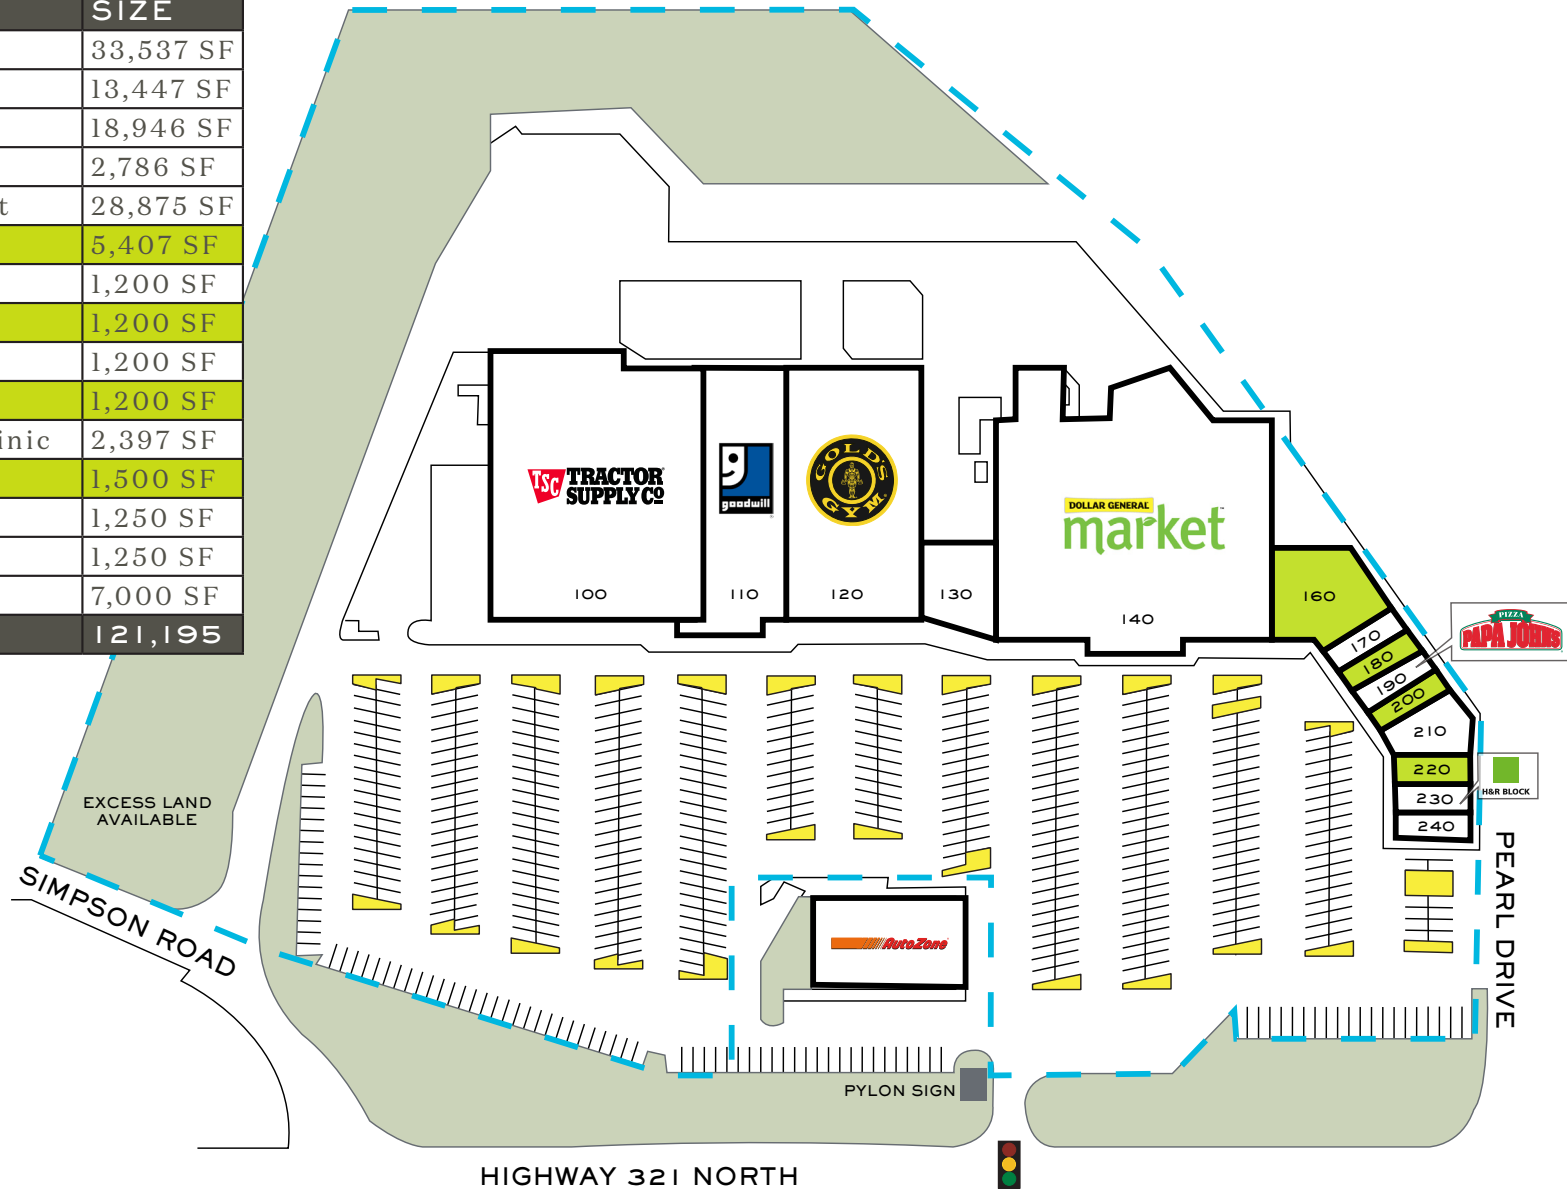 SIZE
33,537 SF
13,447 SF
18,946 SF
2,786 SF
t 28,875 SF
5,407 SF
1,200 SF
1,200 SF
1,200 SF
1,200 SF
inic 2,397 SF
1,500 SF
1,250 SF
1,250 SF
7,000 SF
121,195
TSC TRACTOR
SUPPLY CO
goodwill
GOLD'S
GYM
DOLLAR GENERAL
market
100
110
120
130
140
160
170
180
190
200
210
220
230
240
PIZZA
PAPA JOHN'S
H&R BLOCK
EXCESS LAND
AVAILABLE
SIMPSON ROAD
AutoZone
PEARL DRIVE
PYLON SIGN
HIGHWAY 321 NORTH